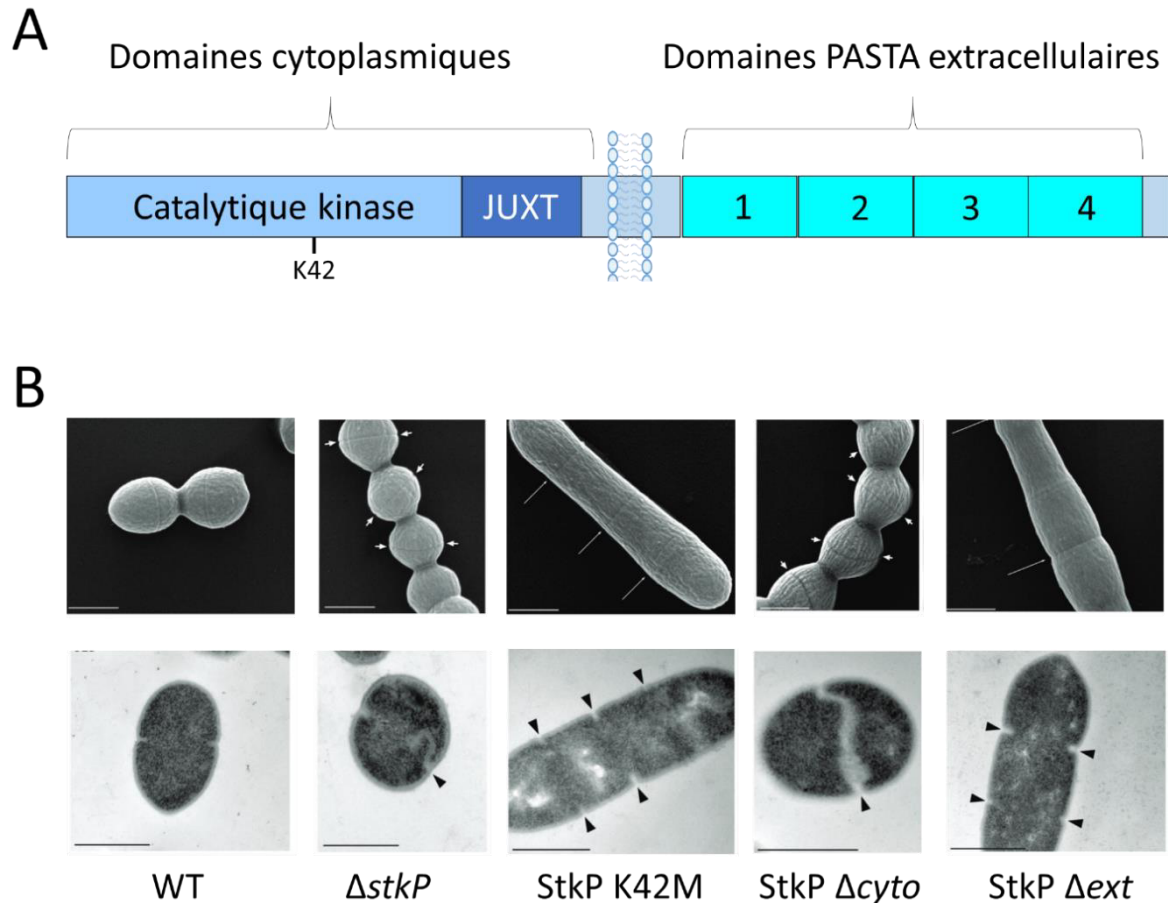 A
Domaines cytoplasmiques
Domaines PASTA extracellulaires
Catalytique kinase
JUXT
1
2
3
4
K42
B
WT
ΔstkP
StkP K42M
StkP Δcyto
StkP Δext